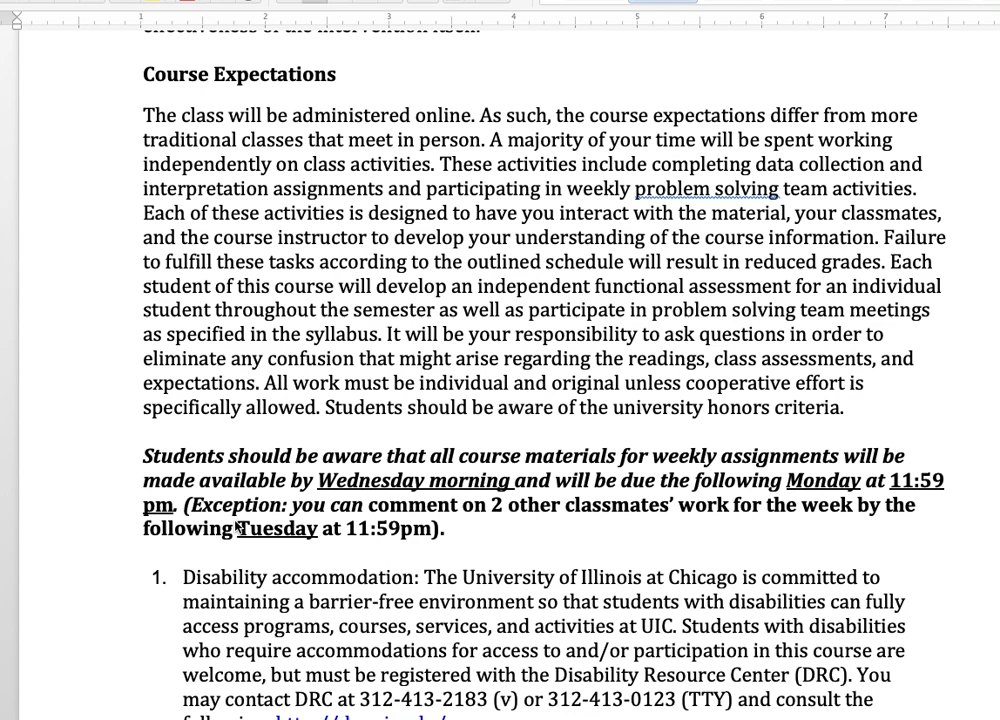 1 2 3 4 5 6 7
effectiveness of the intervention itself.
Course Expectations
The class will be administered online. As such, the course expectations differ from more
traditional classes that meet in person. A majority of your time will be spent working
independently on class activities. These activities include completing data collection and
interpretation assignments and participating in weekly problem solving team activities.
Each of these activities is designed to have you interact with the material, your classmates,
and the course instructor to develop your understanding of the course information. Failure
to fulfill these tasks according to the outlined schedule will result in reduced grades. Each
student of this course will develop an independent functional assessment for an individual
student throughout the semester as well as participate in problem solving team meetings
as specified in the syllabus. It will be your responsibility to ask questions in order to
eliminate any confusion that might arise regarding the readings, class assessments, and
expectations. All work must be individual and original unless cooperative effort is
specifically allowed. Students should be aware of the university honors criteria.
Students should be aware that all course materials for weekly assignments will be
made available by Wednesday morning and will be due the following Monday at 11:59
pm. (Exception: you can comment on 2 other classmates' work for the week by the
following Tuesday at 11:59pm).
1. Disability accommodation: The University of Illinois at Chicago is committed to
maintaining a barrier-free environment so that students with disabilities can fully
access programs, courses, services, and activities at UIC. Students with disabilities
who require accommodations for access to and/or participation in this course are
welcome, but must be registered with the Disability Resource Center (DRC). You
may contact DRC at 312-413-2183 (v) or 312-413-0123 (TTY) and consult the